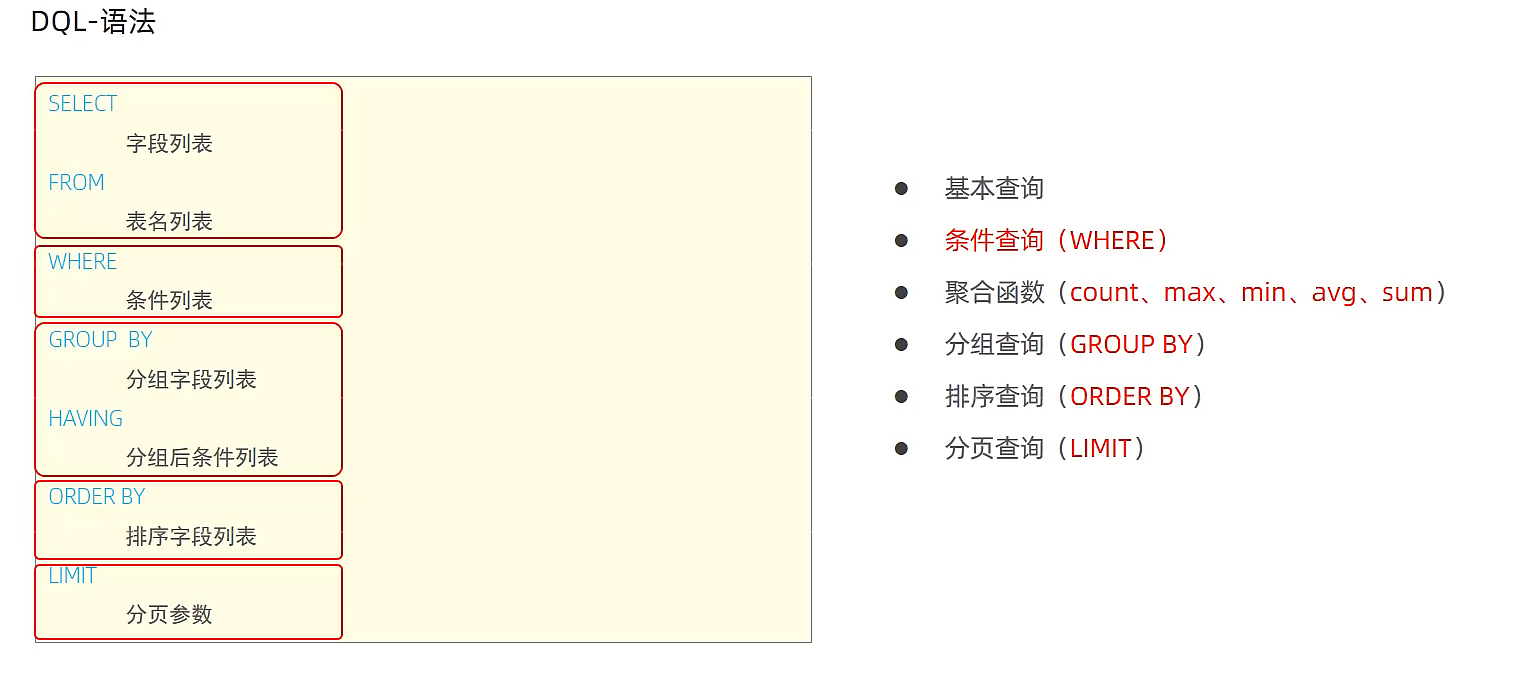 DQL-语法
SELECT
字段列表
FROM
表名列表
WHERE
条件列表
GROUP BY
分组字段列表
HAVING
分组后条件列表
ORDER BY
排序字段列表
LIMIT
分页参数
基本查询
条件查询（WHERE）
聚合函数（count、max、min、avg、sum）
分组查询（GROUP BY）
排序查询（ORDER BY）
分页查询（LIMIT）